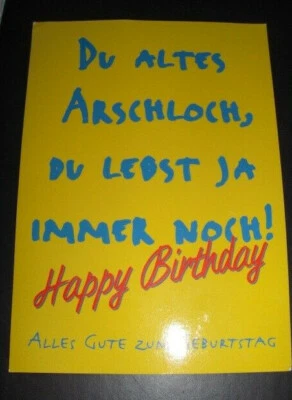 DU ALTES
ARSCHLOCH,
DU LEBST JA
IMMER NOCH!
Happy Birthday
ALLES GUTE ZUM GEBURTSTAG